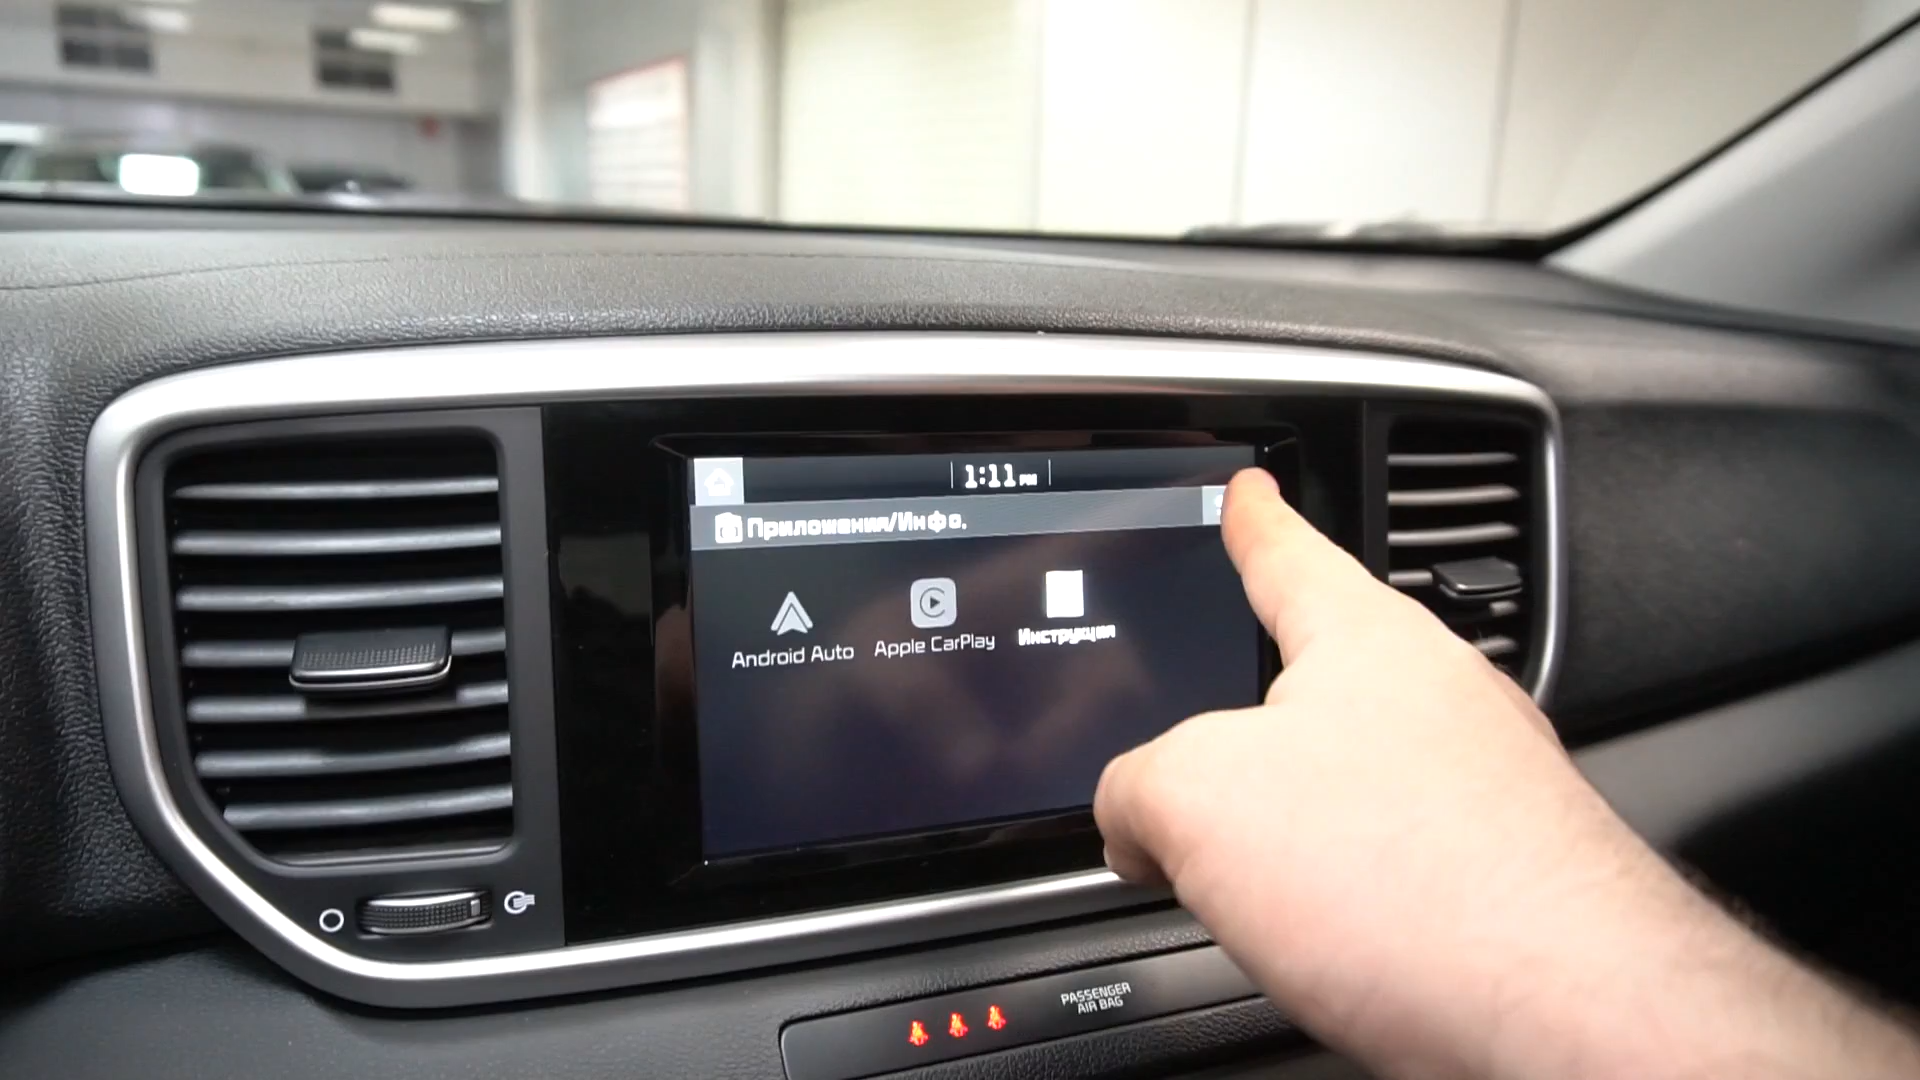 1:11 PM
Приложения/Инфо.
Android Auto
Apple CarPlay
Инструкция
PASSENGER
AIR BAG